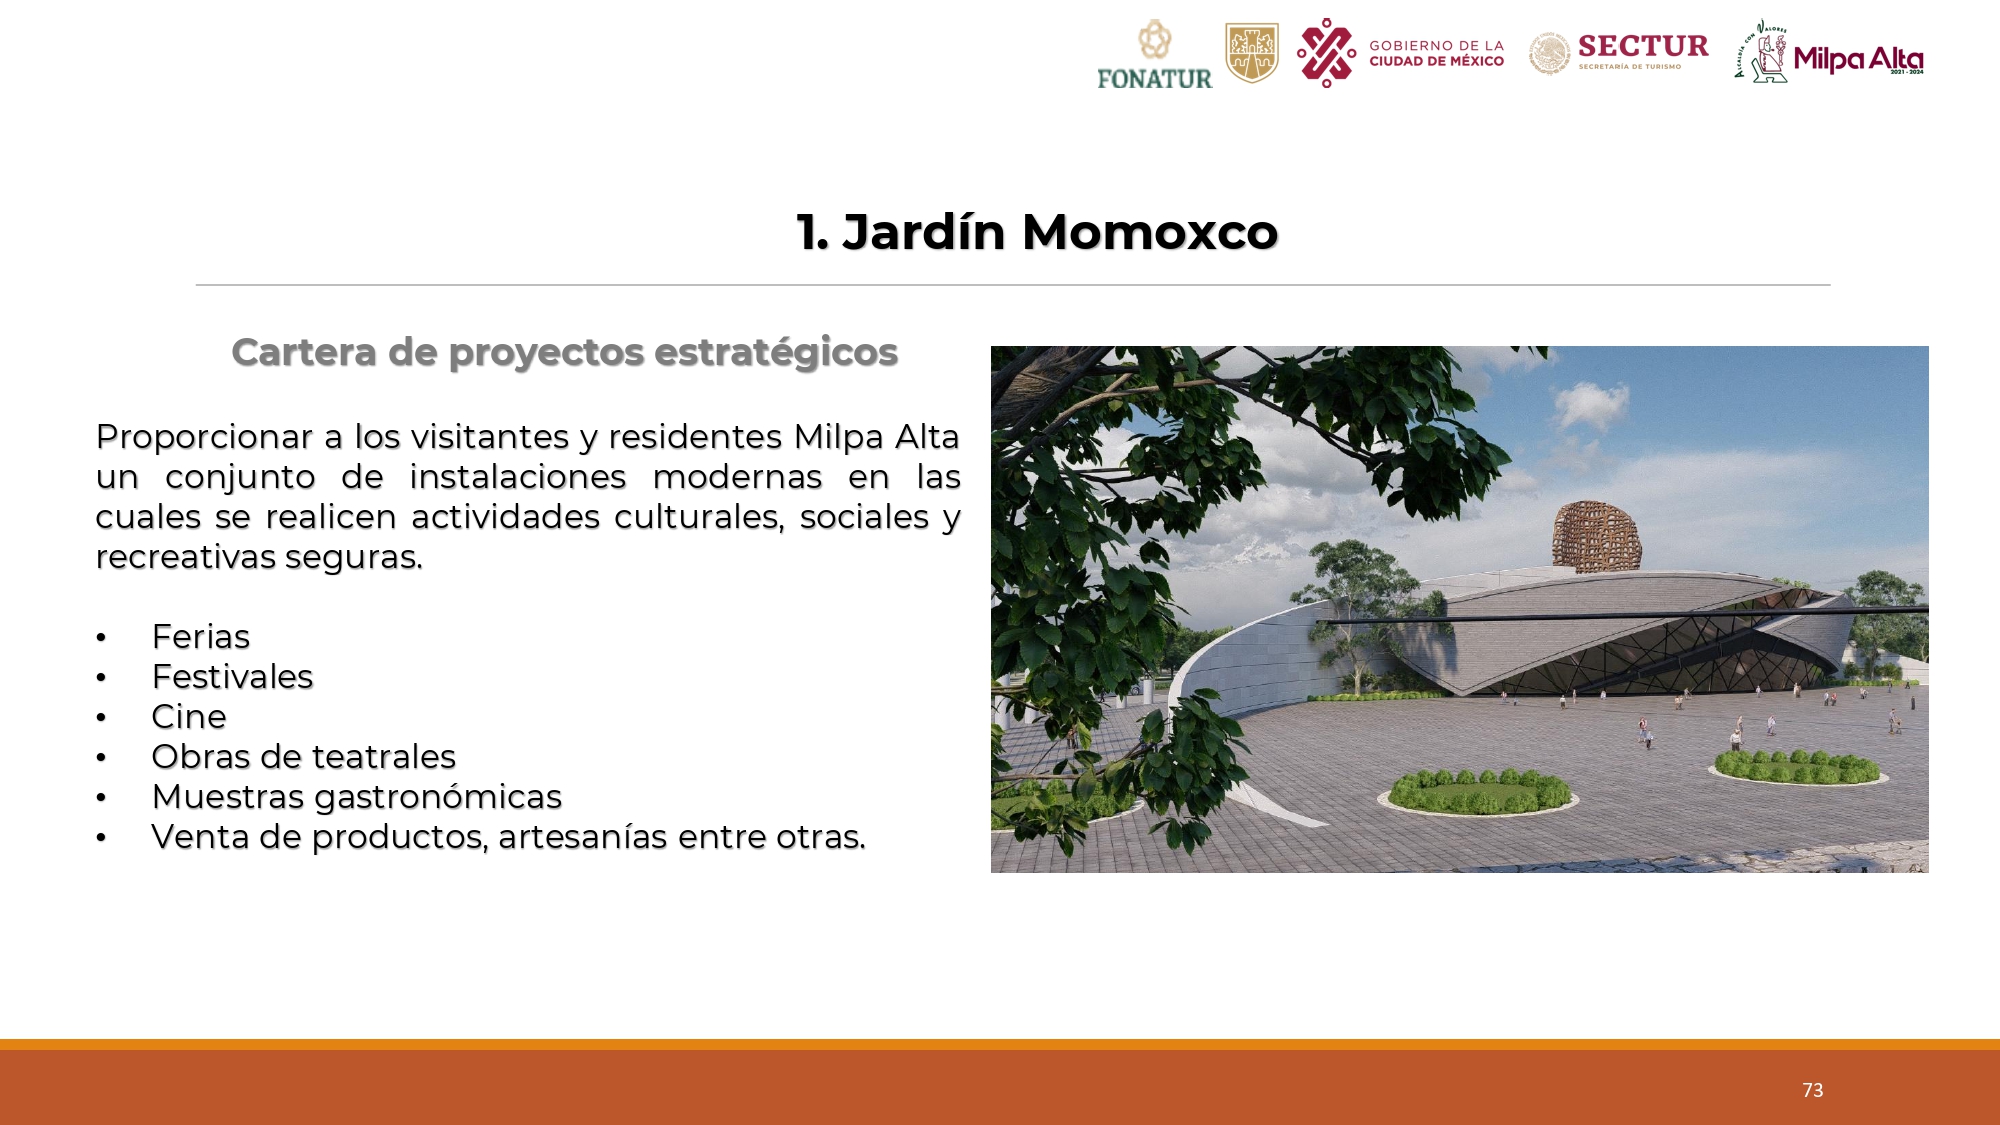 FONATUR
GOBIERNO DE LA
CIUDAD DE MÉXICO
SECTUR
SECRETARÍA DE TURISMO
ALCALDÍA CON VALORES
Milpa Alta
2021 - 2024
1. Jardín Momoxco
Cartera de proyectos estratégicos
Proporcionar a los visitantes y residentes Milpa Alta
un conjunto de instalaciones modernas en las
cuales se realicen actividades culturales, sociales y
recreativas seguras.
• Ferias
• Festivales
• Cine
• Obras de teatrales
• Muestras gastronómicas
• Venta de productos, artesanías entre otras.
73